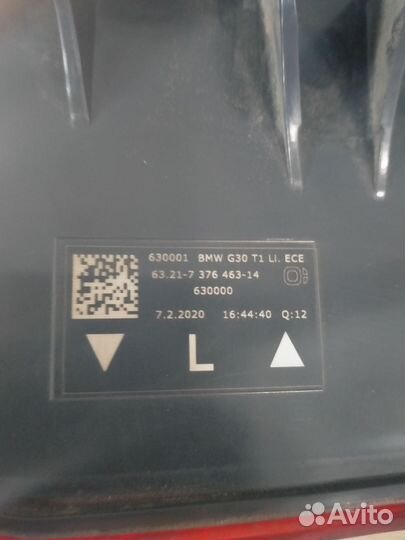 630001 BMW G30 T1 LI. ECE
63.21-7 376 463-14
630000
7.2.2020 16:44:40 Q:12
L
Avito